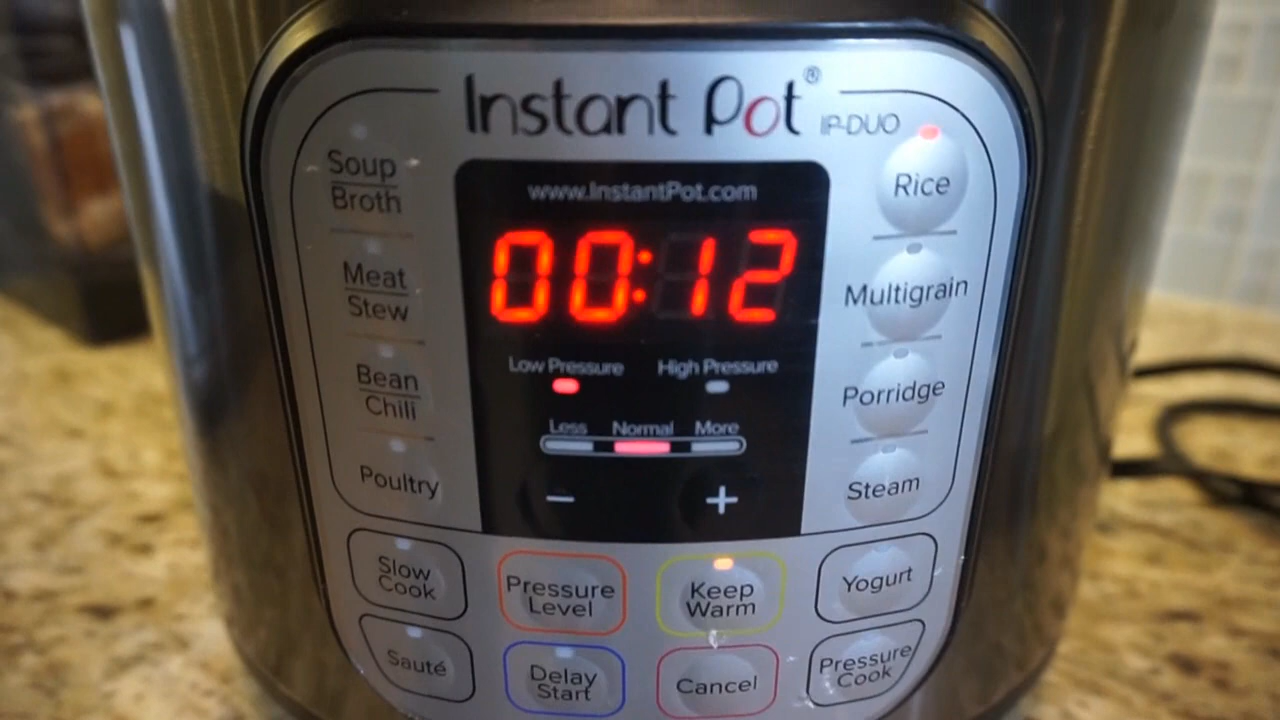 Instant Pot®
IP-DUO
www.InstantPot.com
00:12
Low Pressure
High Pressure
Less
Normal
More
−
+
Soup
Broth
Meat
Stew
Bean
Chili
Poultry
Rice
Multigrain
Porridge
Steam
Slow
Cook
Pressure
Level
Keep
Warm
Yogurt
Sauté
Delay
Start
Cancel
Pressure
Cook